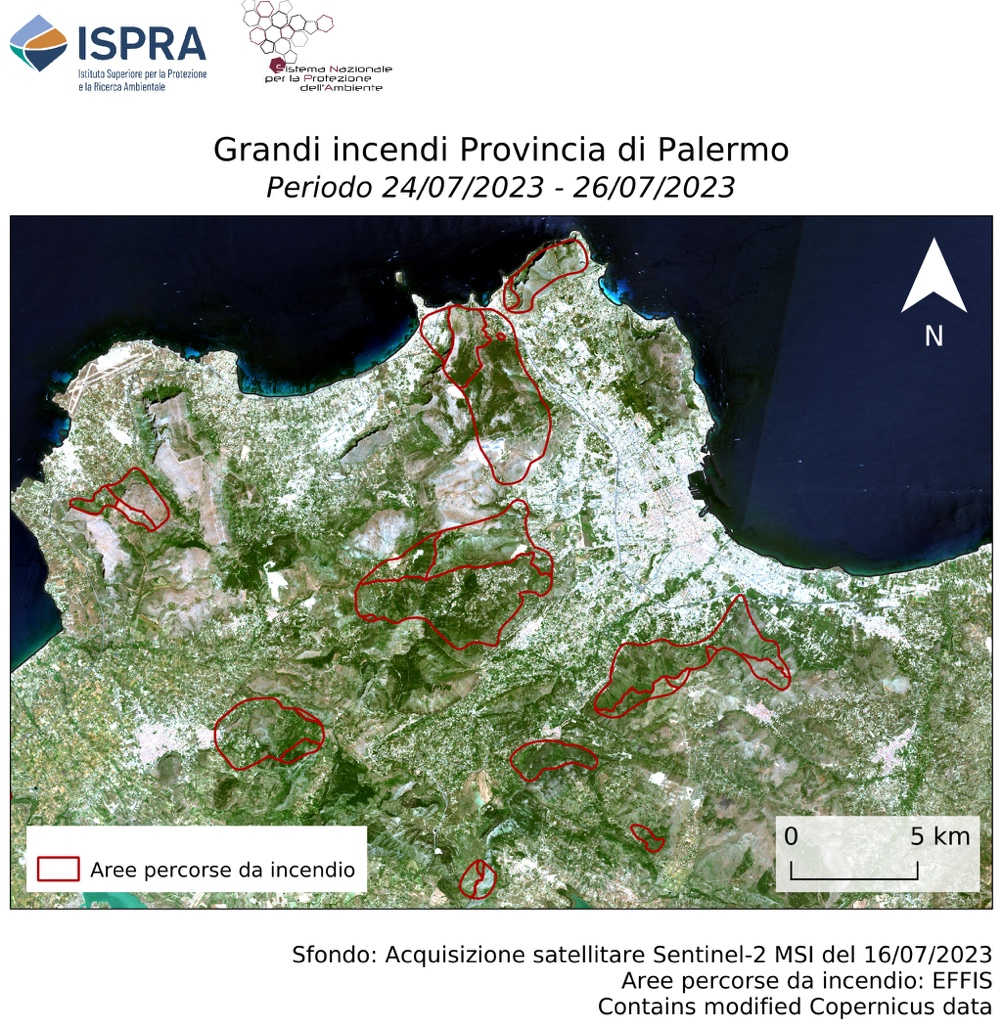 ISPRA
Istituto Superiore per la Protezione
e la Ricerca Ambientale
Sistema Nazionale
per la Protezione
dell'Ambiente
Grandi incendi Provincia di Palermo
Periodo 24/07/2023 - 26/07/2023
N
Aree percorse da incendio
0 5 km
Sfondo: Acquisizione satellitare Sentinel-2 MSI del 16/07/2023
Aree percorse da incendio: EFFIS
Contains modified Copernicus data